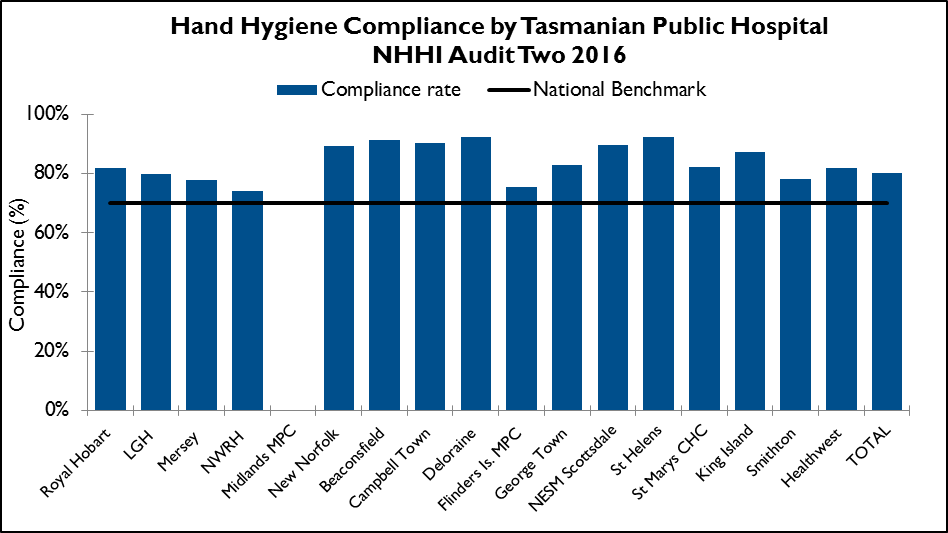 Hand Hygiene Compliance by Tasmanian Public Hospital
NHHI Audit Two 2016
Compliance rate
National Benchmark
Compliance (%)
100%
80%
60%
40%
20%
0%
Royal Hobart
LGH
Mersey
NWRH
Midlands MPC
New Norfolk
Beaconsfield
Campbell Town
Deloraine
Flinders Is. MPC
George Town
NESM Scottsdale
St Helens
St Marys CHC
King Island
Smithton
Healthwest
TOTAL